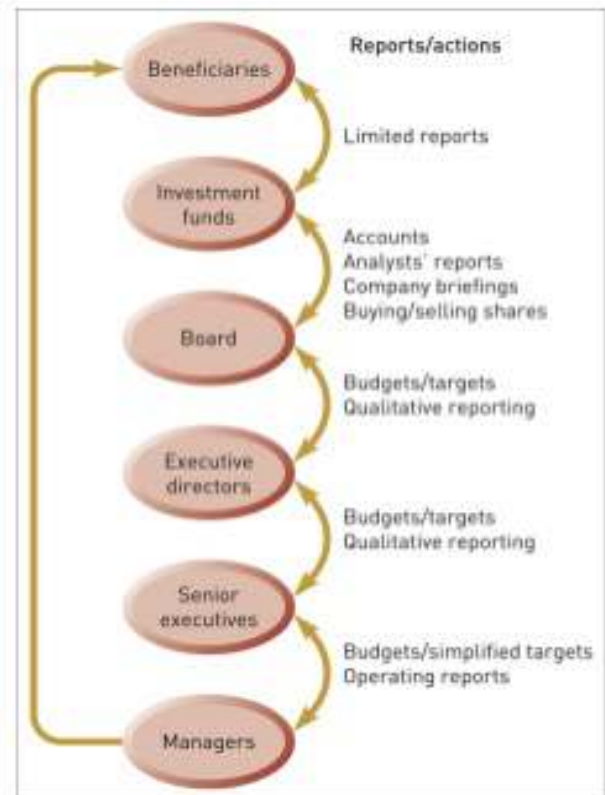 Reports/actions
Beneficiaries
Limited reports
Investment
funds
Accounts
Analysts' reports
Company briefings
Buying/selling shares
Board
Budgets/targets
Qualitative reporting
Executive
directors
Budgets/targets
Qualitative reporting
Senior
executives
Budgets/simplified targets
Operating reports
Managers